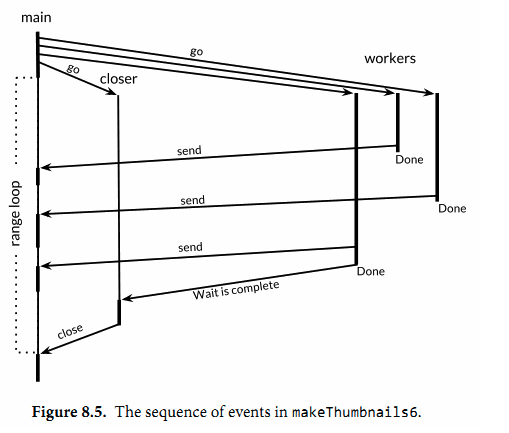 main
go
workers
go
closer
send
Done
range loop
send
Done
send
Done
Wait is complete
close
Figure 8.5. The sequence of events in makeThumbnails6.